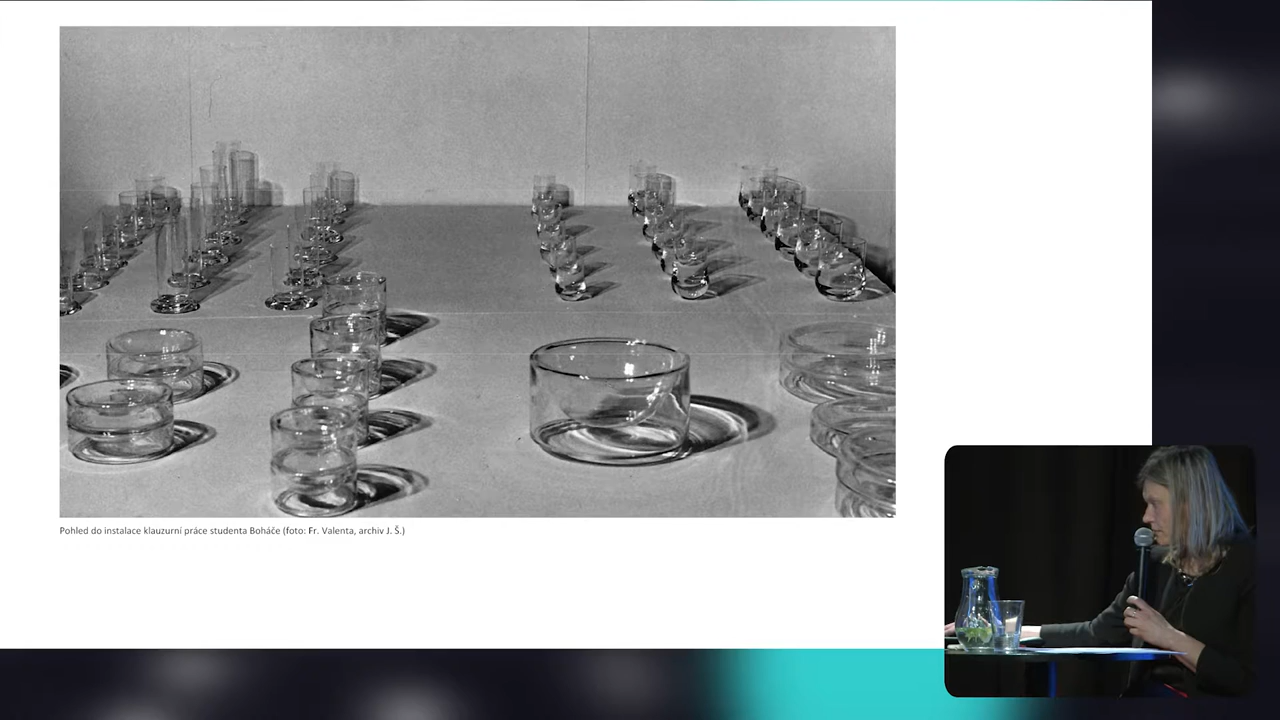 Pohled do instalace klauzurní práce studenta Boháče (foto: Fr. Valenta, archiv J. Š.)